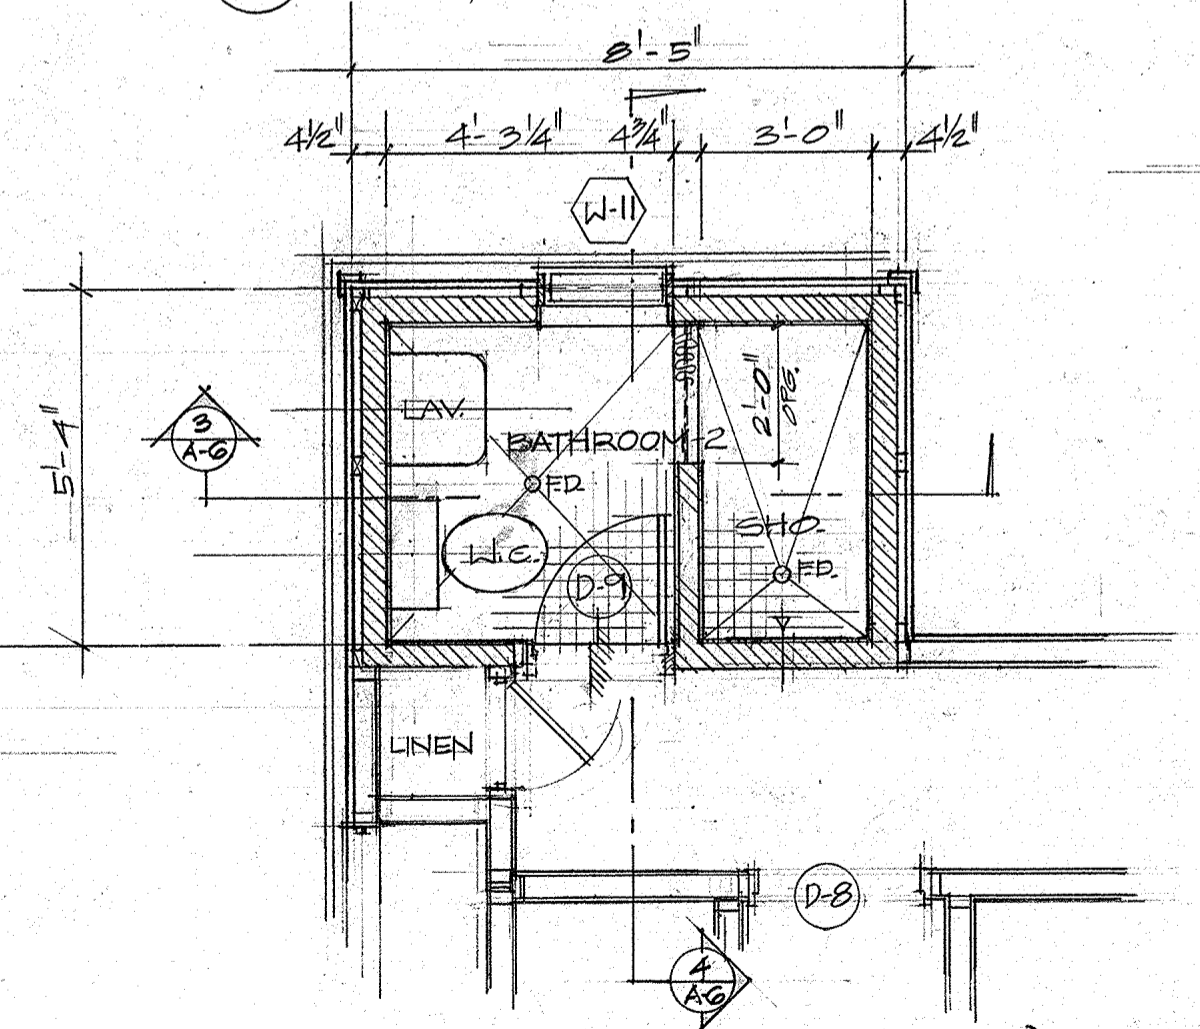 8'-5"
4½" 4'-3¼" 4¾" 3'-0" 4½"
W-11
5'-4"
3
A-6
LAV.
2'-0"
OPG.
BATHROOM-2
F.D.
W.C.
SHO.
D-9
F.D.
LINEN
D-8
4
A-6